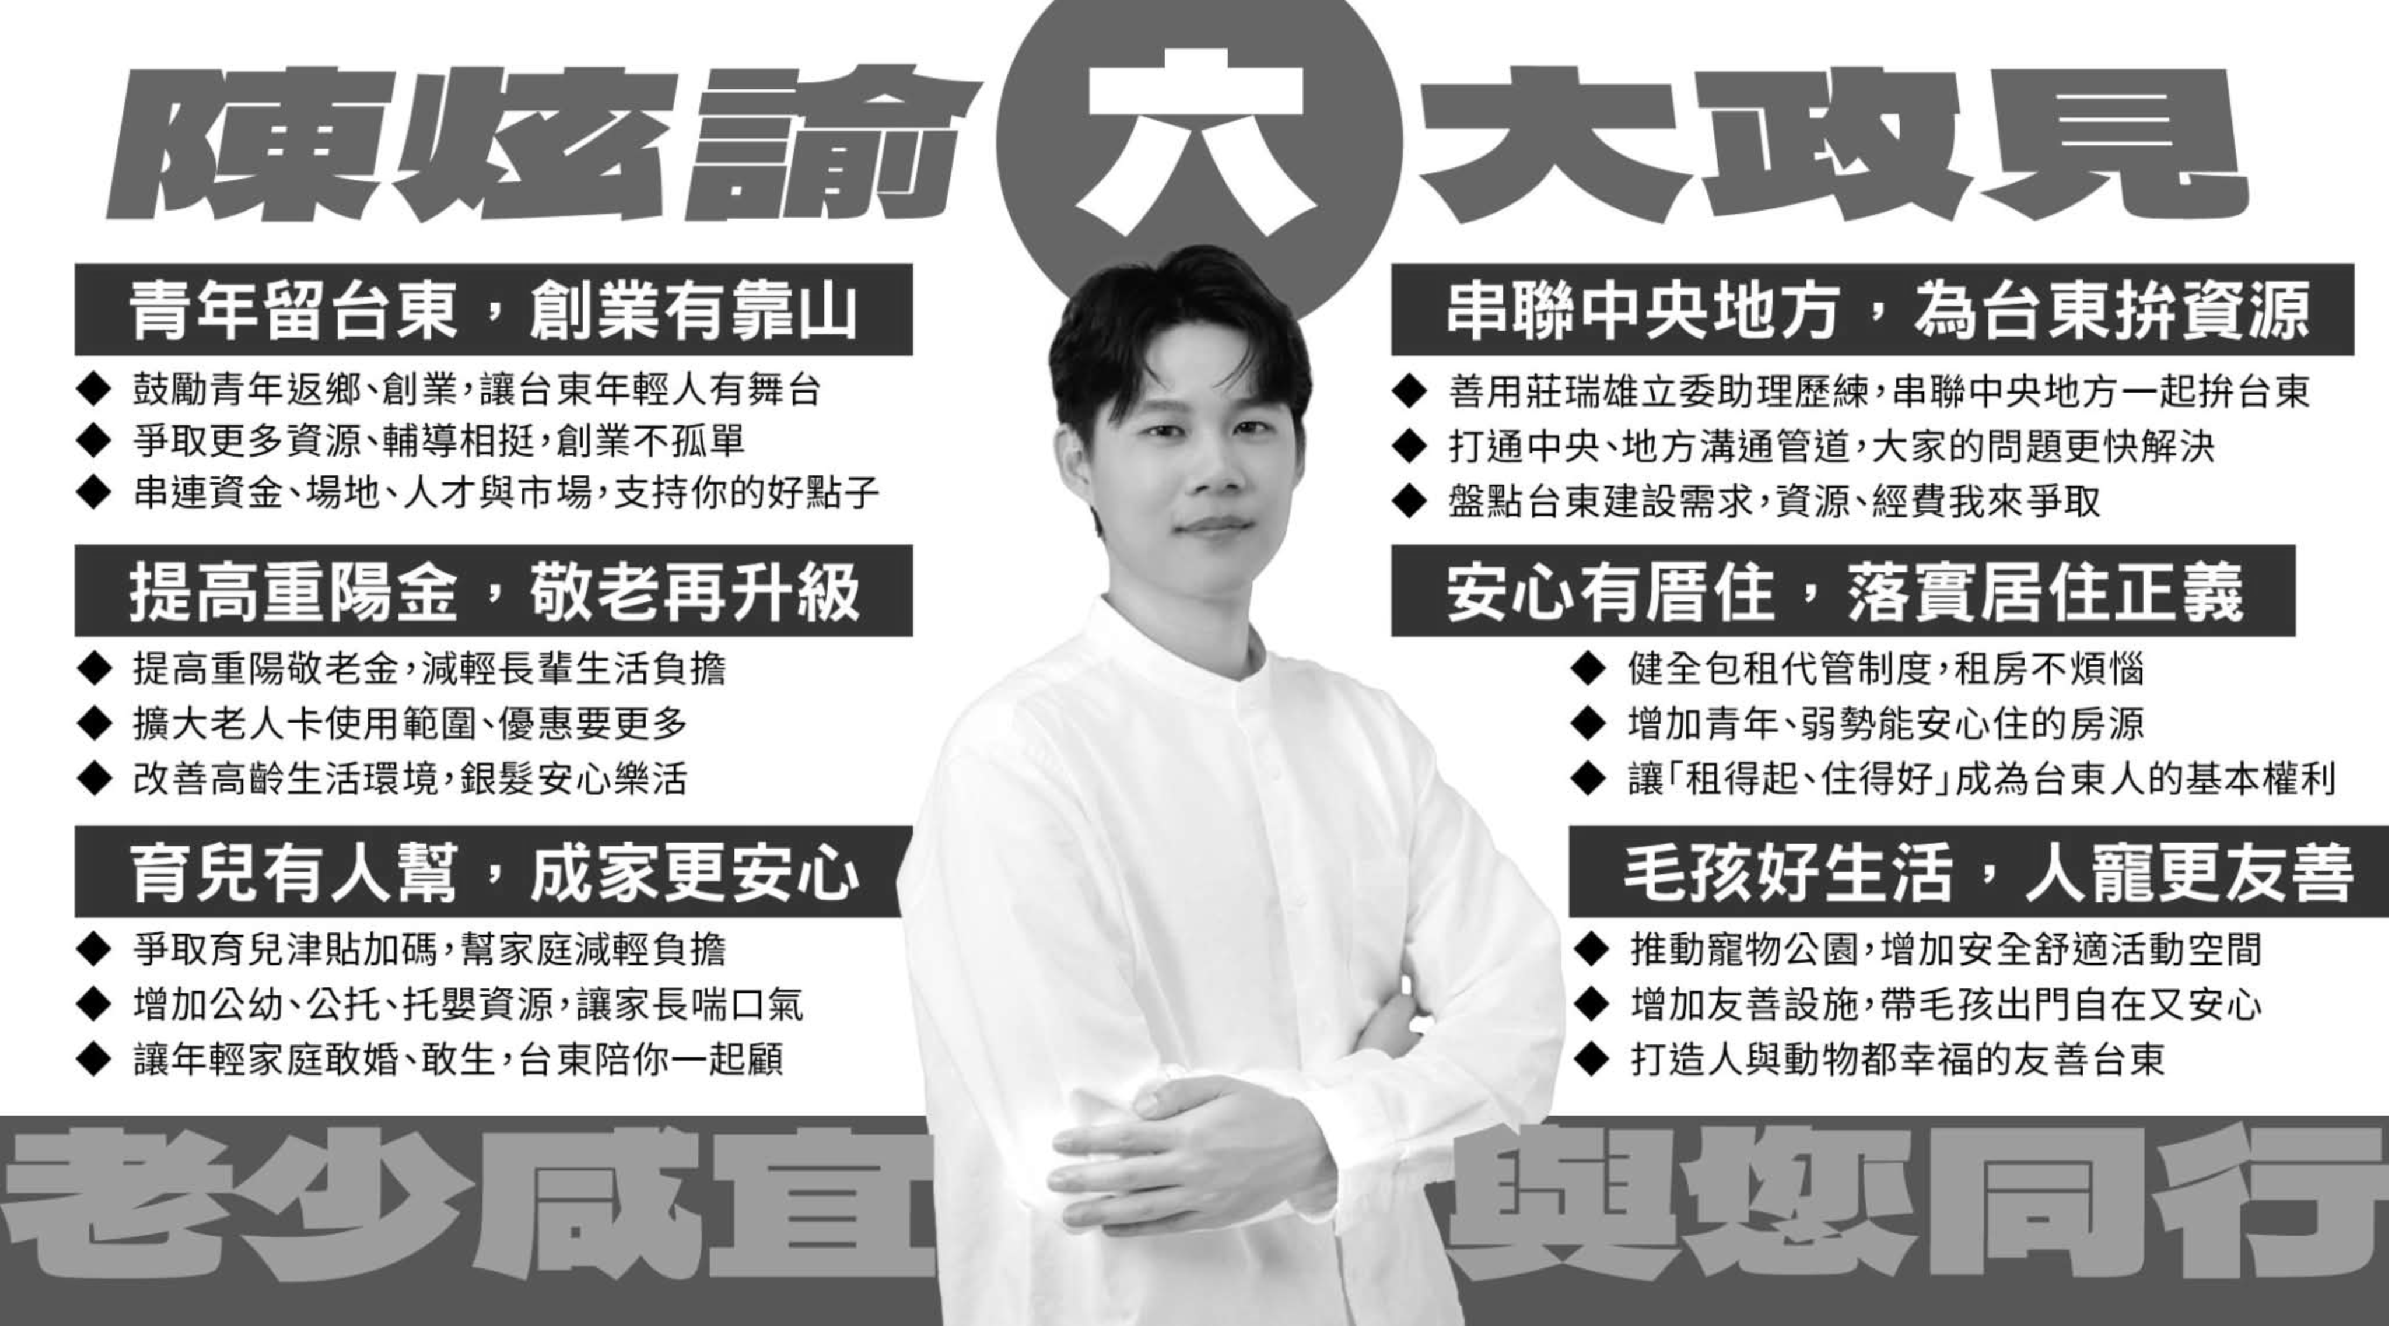 陳炫諭六大政見
青年留台東，創業有靠山
◆ 鼓勵青年返鄉、創業，讓台東年輕人有舞台
◆ 爭取更多資源、輔導相挺，創業不孤單
◆ 串連資金、場地、人才與市場，支持你的好點子
提高重陽金，敬老再升級
◆ 提高重陽敬老金，減輕長輩生活負擔
◆ 擴大老人卡使用範圍、優惠要更多
◆ 改善高齡生活環境，銀髮安心樂活
育兒有人幫，成家更安心
◆ 爭取育兒津貼加碼，幫家庭減輕負擔
◆ 增加公幼、公托、托嬰資源，讓家長喘口氣
◆ 讓年輕家庭敢婚、敢生，台東陪你一起顧
串聯中央地方，為台東拚資源
◆ 善用莊瑞雄立委助理歷練，串聯中央地方一起拚台東
◆ 打通中央、地方溝通管道，大家的問題更快解決
◆ 盤點台東建設需求，資源、經費我來爭取
安心有厝住，落實居住正義
◆ 健全包租代管制度，租房不煩惱
◆ 增加青年、弱勢能安心住的房源
◆ 讓「租得起、住得好」成為台東人的基本權利
毛孩好生活，人寵更友善
◆ 推動寵物公園，增加安全舒適活動空間
◆ 增加友善設施，帶毛孩出門自在又安心
◆ 打造人與動物都幸福的友善台東
老少咸宜 與您同行